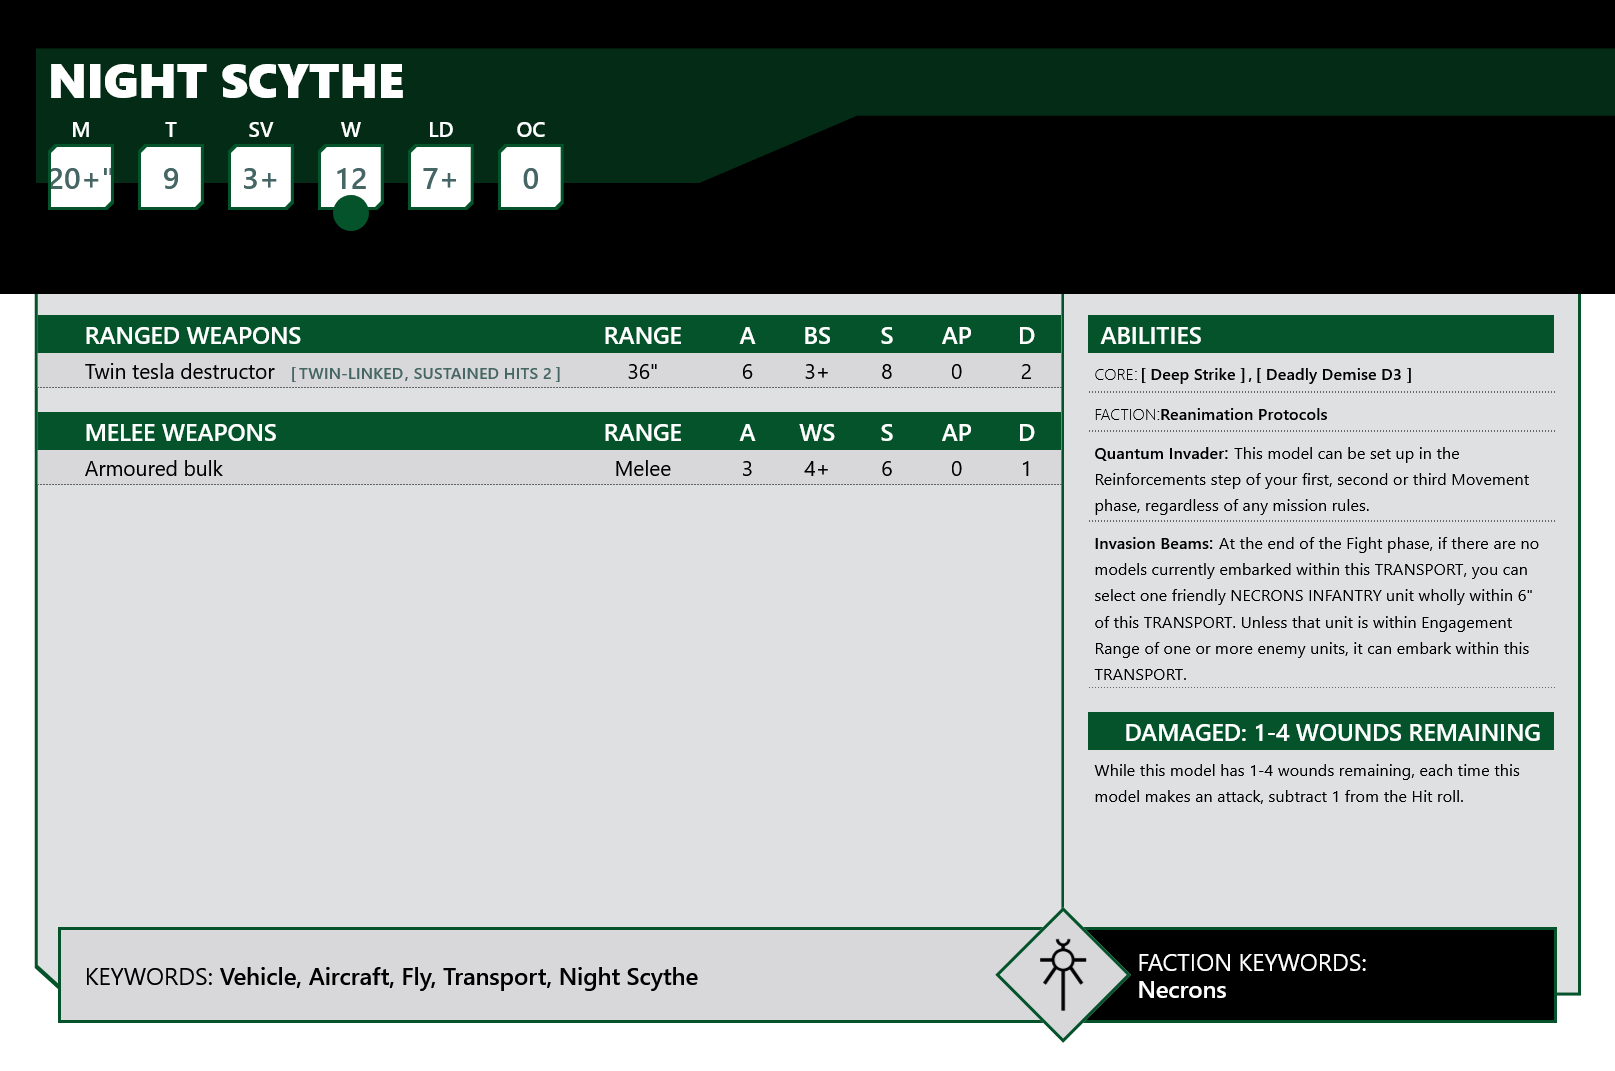 NIGHT SCYTHE
M T SV W LD OC
20+" 9 3+ 12 7+ 0
RANGED WEAPONS RANGE A BS S AP D
Twin tesla destructor [ TWIN-LINKED, SUSTAINED HITS 2 ] 36" 6 3+ 8 0 2
MELEE WEAPONS RANGE A WS S AP D
Armoured bulk Melee 3 4+ 6 0 1
ABILITIES
CORE: [ Deep Strike ] , [ Deadly Demise D3 ]
FACTION:Reanimation Protocols
Quantum Invader: This model can be set up in the
Reinforcements step of your first, second or third Movement
phase, regardless of any mission rules.
Invasion Beams: At the end of the Fight phase, if there are no
models currently embarked within this TRANSPORT, you can
select one friendly NECRONS INFANTRY unit wholly within 6"
of this TRANSPORT. Unless that unit is within Engagement
Range of one or more enemy units, it can embark within this
TRANSPORT.
DAMAGED: 1-4 WOUNDS REMAINING
While this model has 1-4 wounds remaining, each time this
model makes an attack, subtract 1 from the Hit roll.
KEYWORDS: Vehicle, Aircraft, Fly, Transport, Night Scythe
FACTION KEYWORDS:
Necrons